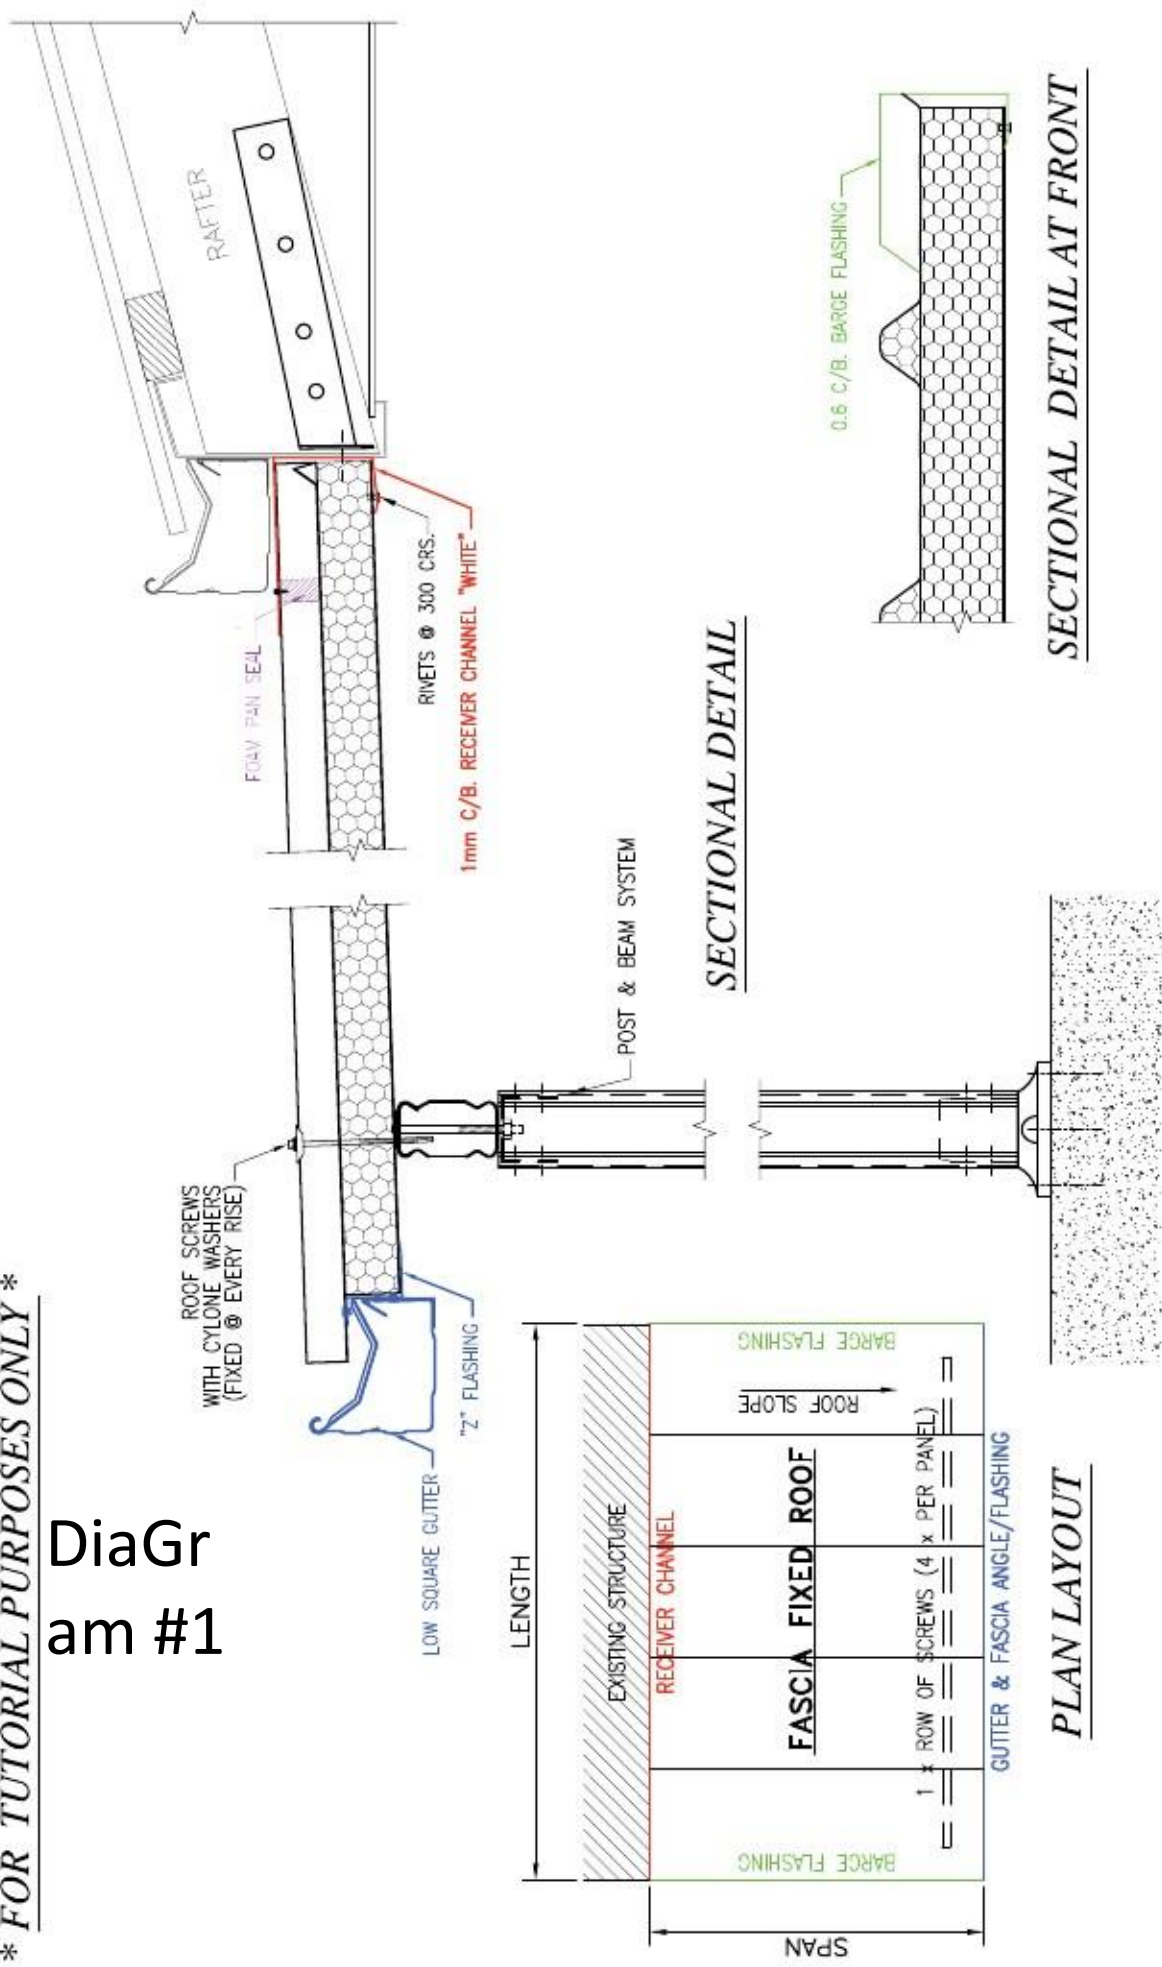 * FOR TUTORIAL PURPOSES ONLY *
DiaGr
am #1
RAFTER
FOAM PAN SEAL
RIVETS @ 300 CRS.
1mm C/B. RECEIVER CHANNEL "WHITE"
ROOF SCREWS
WITH CYLONE WASHERS
(FIXED @ EVERY RISE)
LOW SQUARE GUTTER
"Z" FLASHING
POST & BEAM SYSTEM
SECTIONAL DETAIL
0.6 C/B. BARGE FLASHING
SECTIONAL DETAIL AT FRONT
LENGTH
EXISTING STRUCTURE
RECEIVER CHANNEL
BARGE FLASHING
BARGE FLASHING
ROOF SLOPE
FASCIA FIXED ROOF
1 x ROW OF SCREWS (4 x PER PANEL)
GUTTER & FASCIA ANGLE/FLASHING
SPAN
PLAN LAYOUT